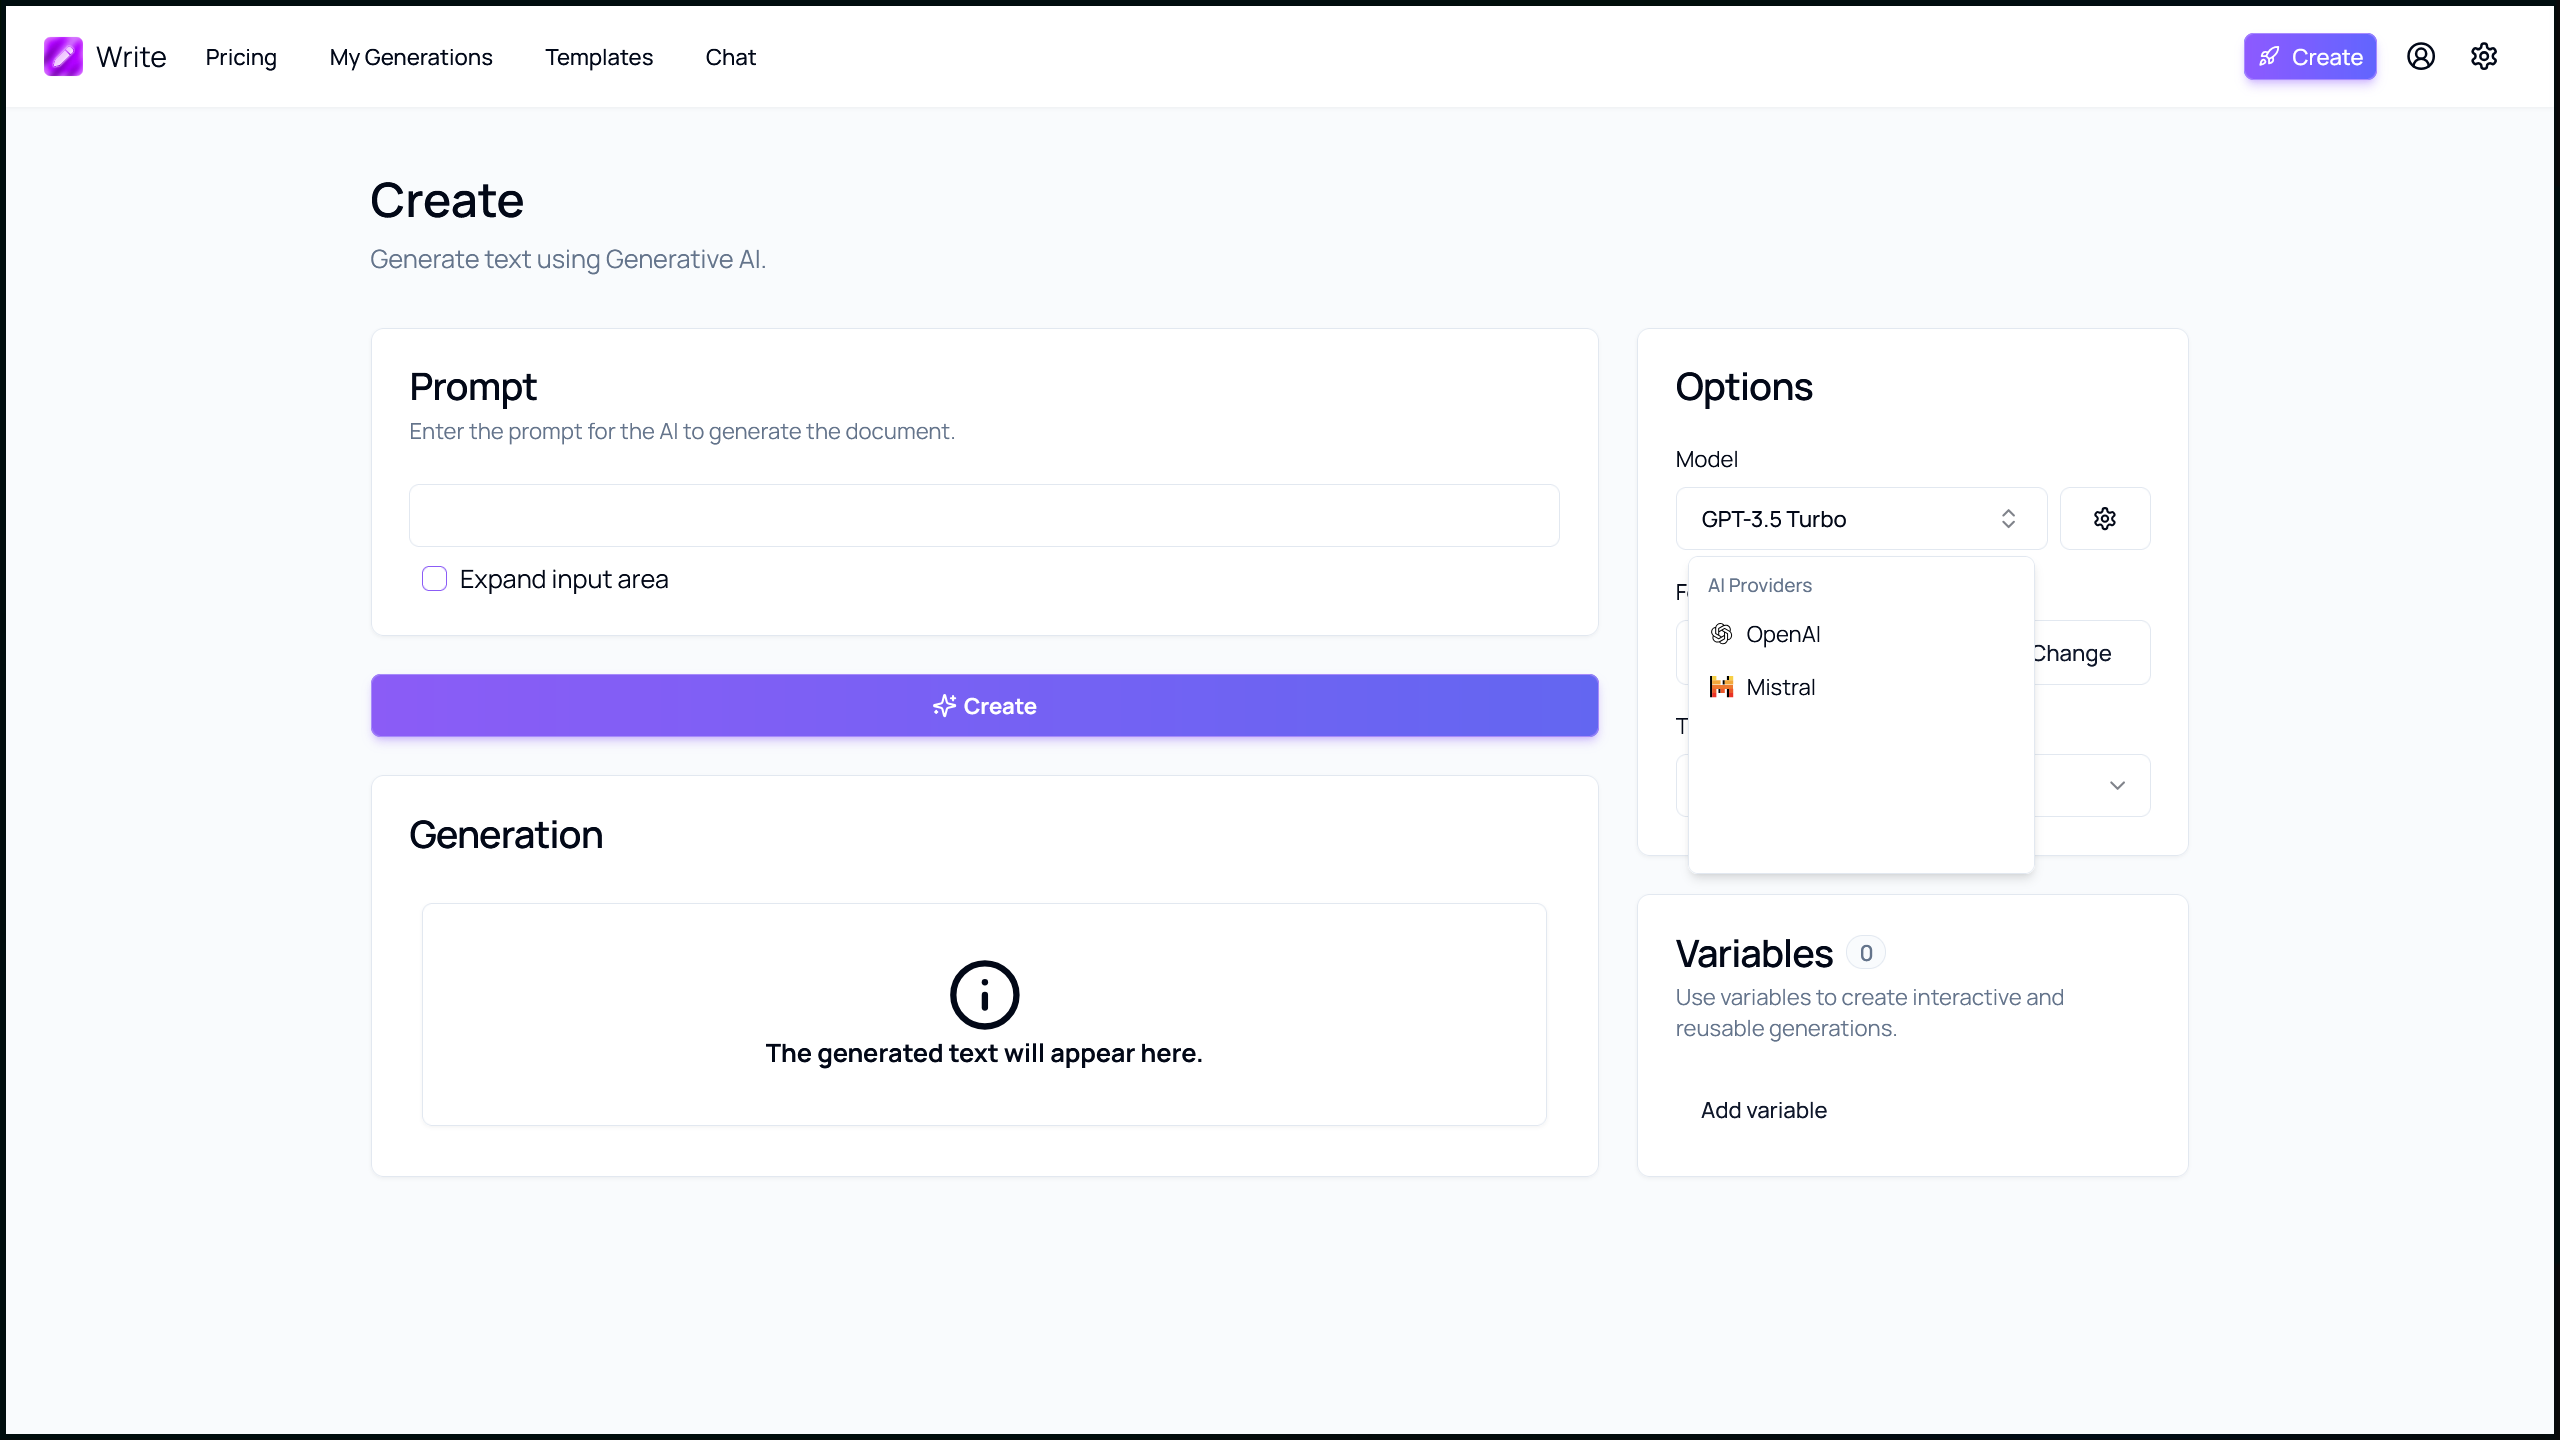 Write
Pricing
My Generations
Templates
Chat
Create
Create
Generate text using Generative AI.
Prompt
Enter the prompt for the AI to generate the document.
Expand input area
Create
Generation
The generated text will appear here.
Options
Model
GPT-3.5 Turbo
AI Providers
OpenAI
Mistral
Change
Variables 0
Use variables to create interactive and
reusable generations.
Add variable